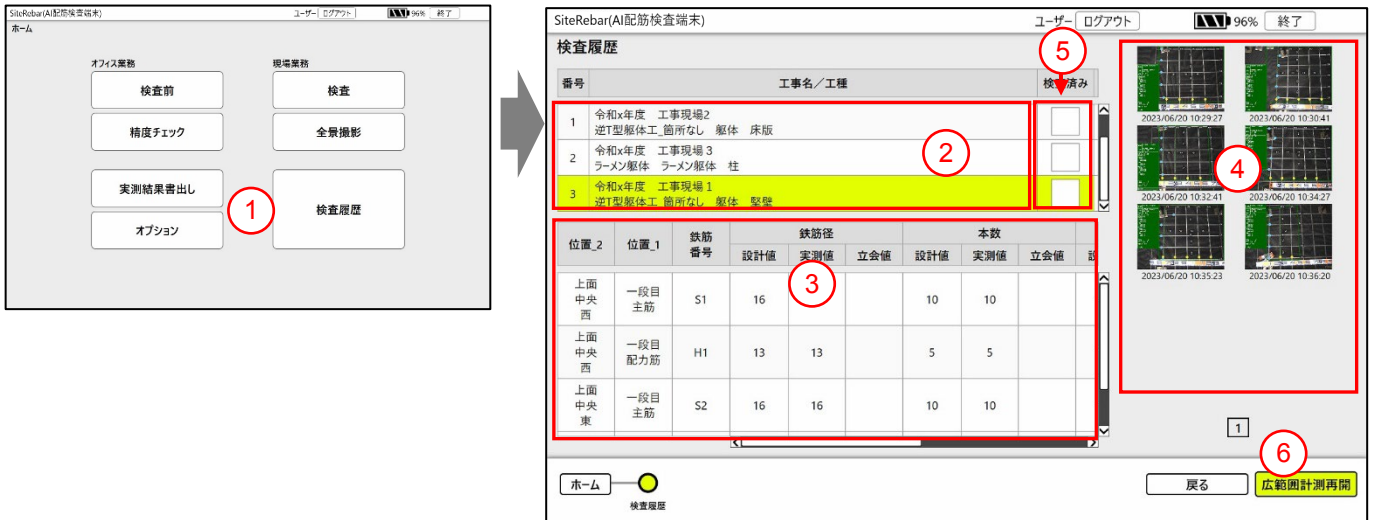 SiteRebar(AI配筋検査端末)
ユーザー ログアウト 96% 終了
ホーム
オフィス業務
検査前
精度チェック
実測結果書出し
オプション
現場業務
検査
全景撮影
検査履歴
1
SiteRebar(AI配筋検査端末)
ユーザー ログアウト 96% 終了
検査履歴
5
番号 工事名/工種 検 済み
1 令和x年度 工事現場2
逆T型躯体工_箇所なし 躯体 床版
2 令和x年度 工事現場3
ラーメン躯体 ラーメン躯体 柱
3 令和x年度 工事現場1
逆T型躯体工_箇所なし 躯体 竪壁
2
位置_2 位置_1 鉄筋番号 鉄筋径 本数
設計値 実測値 立会値 設計値 実測値 立会値
上面中央西 一段目主筋 S1 16 10 10
上面中央西 一段目配力筋 H1 13 13 5 5
上面中央東 一段目主筋 S2 16 16 10 10
3
2023/06/20 10:29:27 2023/06/20 10:30:41
2023/06/20 10:32:41 2023/06/20 10:34:27
2023/06/20 10:35:23 2023/06/20 10:36:20
4
1
6
ホーム
検査履歴
戻る 広範囲計測再開